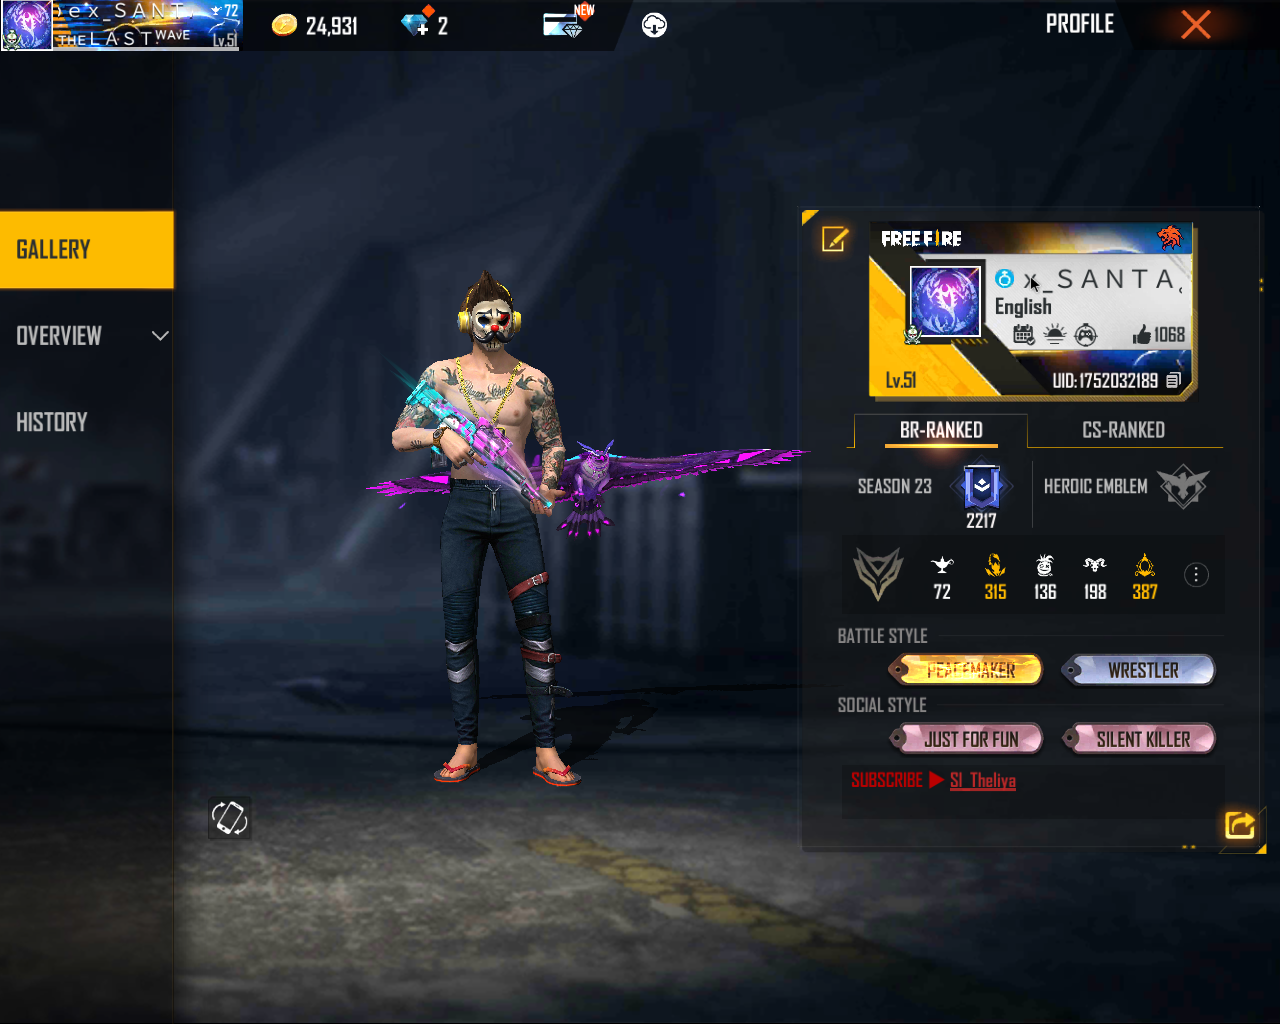 ex_SANT
72
THE LAST WAVE
Lv.51
24,931
2
NEW
PROFILE
GALLERY
OVERVIEW
HISTORY
FREE FIRE
x_SANTA
English
1068
Lv.51
UID: 1752032189
BR-RANKED
CS-RANKED
SEASON 23
2217
HEROIC EMBLEM
72
315
136
198
387
BATTLE STYLE
PEACEMAKER
WRESTLER
SOCIAL STYLE
JUST FOR FUN
SILENT KILLER
SUBSCRIBE ▶ SI_Theliya